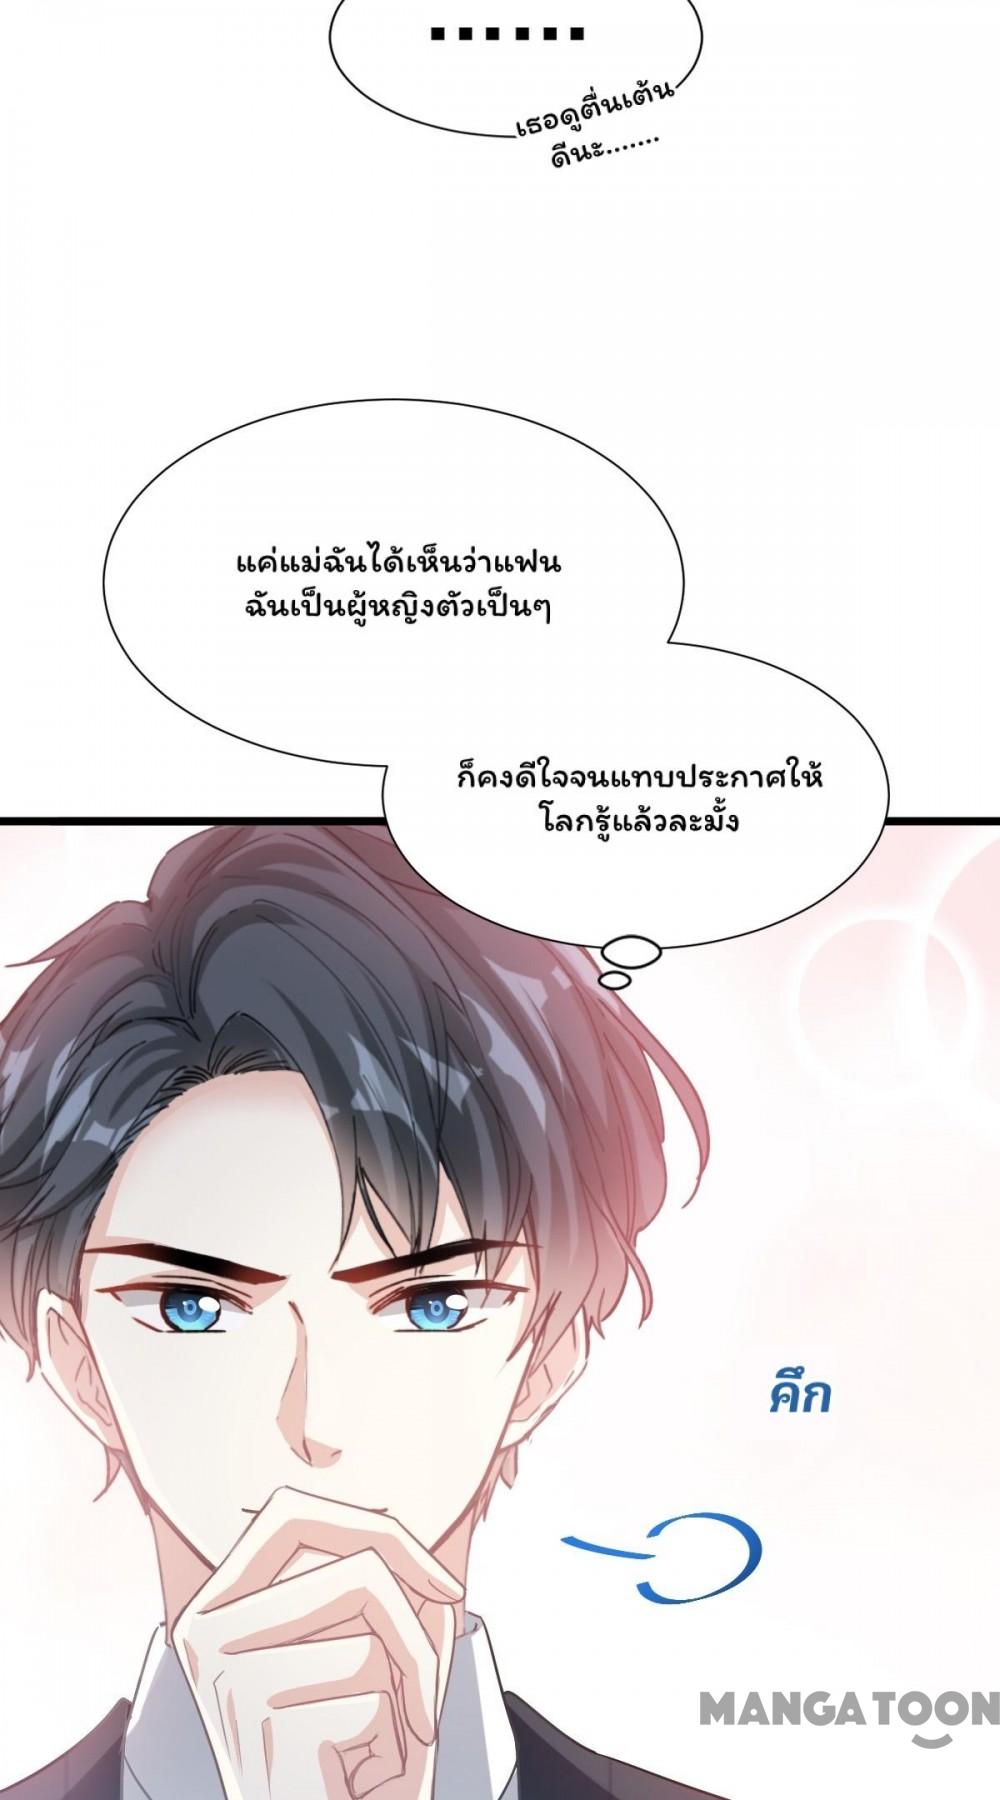 ......
เธอดูตื่นเต้น
ดีนะ.......
แค่แม่ฉันได้เห็นว่าแฟน
ฉันเป็นผู้หญิงตัวเป็นๆ
ก็คงดีใจจนแทบประกาศให้
โลกรู้แล้วละมั้ง
คึก
MANGATOON